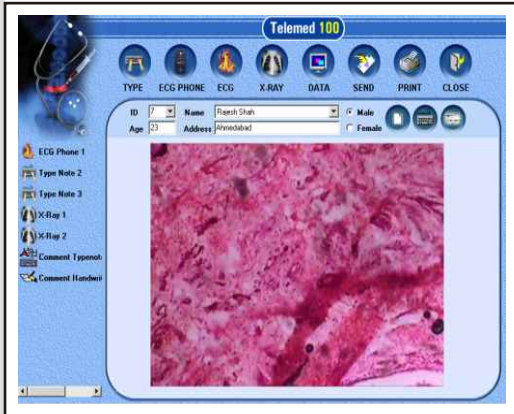 Telemed 100
TYPE ECG PHONE ECG X-RAY DATA SEND PRINT CLOSE
ID 7 Name Rajesh Shah Male
Age 23 Address Ahmedabad Female
ECG Phone 1
Type Note 2
Type Note 3
X-Ray 1
X-Ray 2
Comment Typenot
Comment Handwri